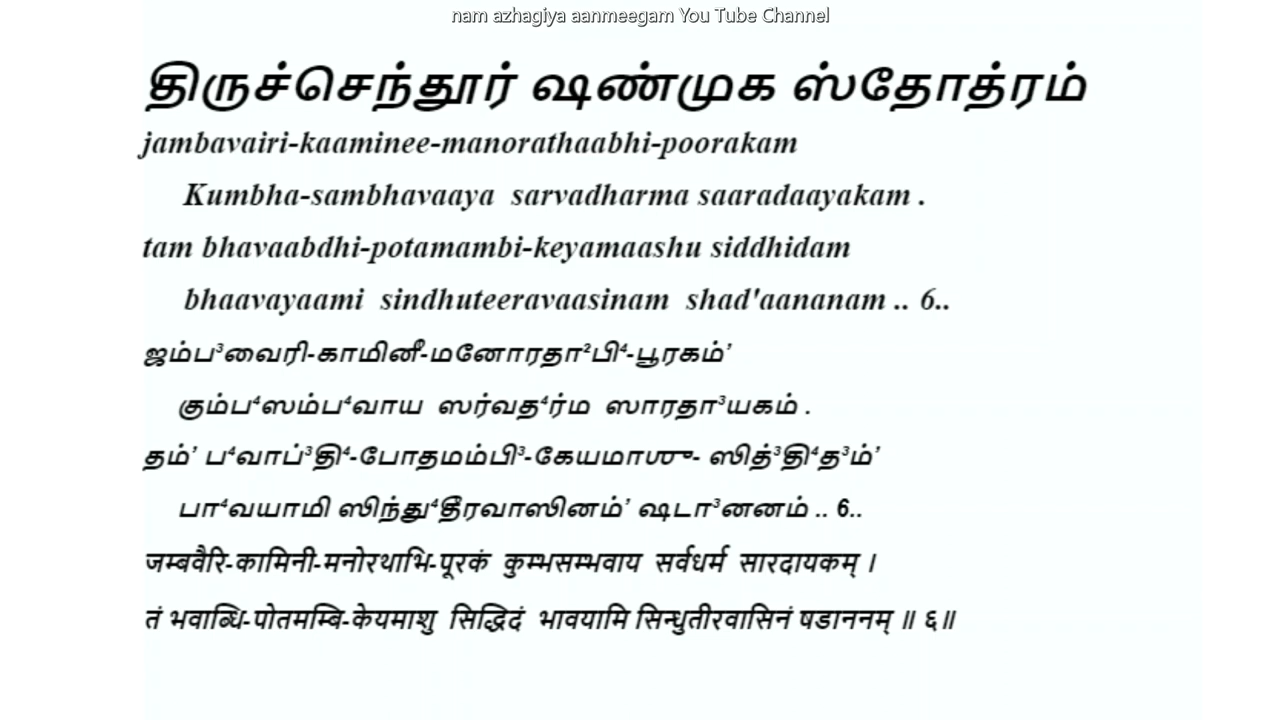 nam azhagiya aanmeegam You Tube Channel
திருச்செந்தூர் ஷண்முக ஸ்தோத்ரம்
jambavairi-kaaminee-manorathaabhi-poorakam
Kumbha-sambhavaaya sarvadharma saaradaayakam .
tam bhavaabdhi-potamambi-keyamaashu siddhidam
bhaavayaami sindhuteeravaasinam shad'aananam .. 6..
ஜம்ப³வைரி-காமினீ-மனோரதா²பி⁴-பூரகம்ʼ
கும்ப⁴ஸம்ப⁴வாய ஸர்வத⁴ர்ம ஸாரதா³யகம் .
தம்ʼ ப⁴வாப்³தி⁴-போதமம்பி³-கேயமாஶு- ஸித்³தி⁴த³ம்ʼ
பா⁴வயாமி ஸிந்து⁴தீரவாஸினம்ʼ ஷடா³னனம் .. 6..
जम्बवैरि-कामिनी-मनोरथाभि-पूरकं कुम्भसम्भवाय सर्वधर्म सारदायकम् ।
तं भवाब्धि-पोतमम्बि-केयमाशु सिद्धिदं भावयामि सिन्धुतीरवासिनं षडाननम् ॥ ६॥